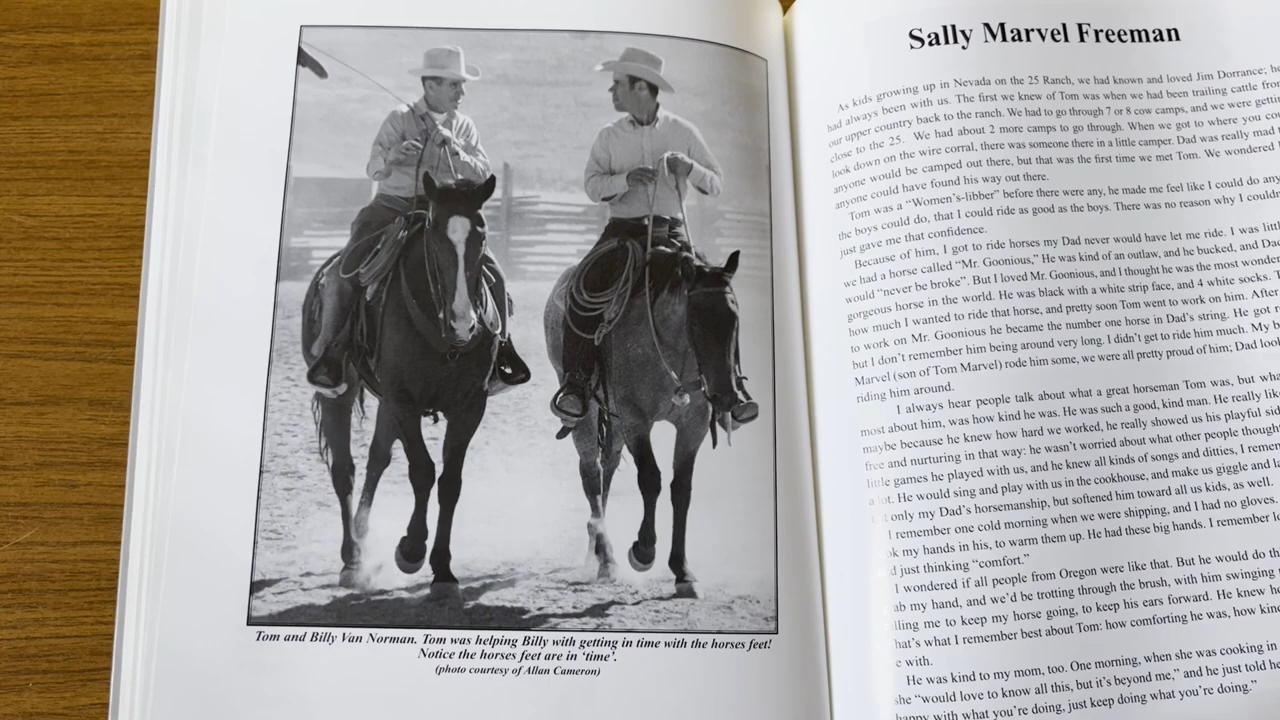 Tom and Billy Van Norman. Tom was helping Billy with getting in time with the horses feet!
Notice the horses feet are in ‘time’.
(photo courtesy of Allan Cameron)
Sally Marvel Freeman
As kids growing up in Nevada on the 25 Ranch, we had known and loved Jim Dorrance; he
had always been with us. The first we knew of Tom was when we had been trailing cattle from
our upper country back to the ranch. We had to go through 7 or 8 cow camps, and we were
close to the 25. We had about 2 more camps to go through. When we got to where you
look down on the wire corral, there was someone there in a little camper. Dad was really mad
anyone would be camped out there, but that was the first time we met Tom. We wondered
anyone could have found his way out there.
Tom was a “Women’s-libber” before there were any, he made me feel like I could do
the boys could do, that I could ride as good as the boys. There was no reason why I
just gave me that confidence.
Because of him, I got to ride horses my Dad never would have let me ride. I was
we had a horse called “Mr. Goonious,” He was kind of an outlaw, and he bucked, and Dad
would “never be broke”. But I loved Mr. Goonious, and I thought he was the most
gorgeous horse in the world. He was black with a white strip face, and 4 white socks.
how much I wanted to ride that horse, and pretty soon Tom went to work on him. After
to work on Mr. Goonious he became the number one horse in Dad’s string. He got
but I don’t remember him being around very long. I didn’t get to ride him much. My
Marvel (son of Tom Marvel) rode him some, we were all pretty proud of him; Dad
riding him around.
I always hear people talk about what a great horseman Tom was, but
most about him, was how kind he was. He was such a good, kind man. He really
maybe because he knew how hard we worked, he really showed us his playful
free and nurturing in that way: he wasn’t worried about what other people
little games he played with us, and he knew all kinds of songs and ditties, I
a lot. He would sing and play with us in the cookhouse, and make us giggle and
only my Dad’s horsemanship, but softened him toward all us kids, as well.
I remember one cold morning when we were shipping, and I had no gloves
my hands in his, to warm them up. He had these big hands. I remember
just thinking “comfort.”
I wondered if all people from Oregon were like that. But he would do
my hand, and we’d be trotting through the brush, with him swinging
me to keep my horse going, to keep his ears forward. He knew
what I remember best about Tom: how comforting he was, how
with.
He was kind to my mom, too. One morning, when she was cooking in
she “would love to know all this, but it’s beyond me,” and he just told
happy with what you’re doing, just keep doing what you’re doing.”